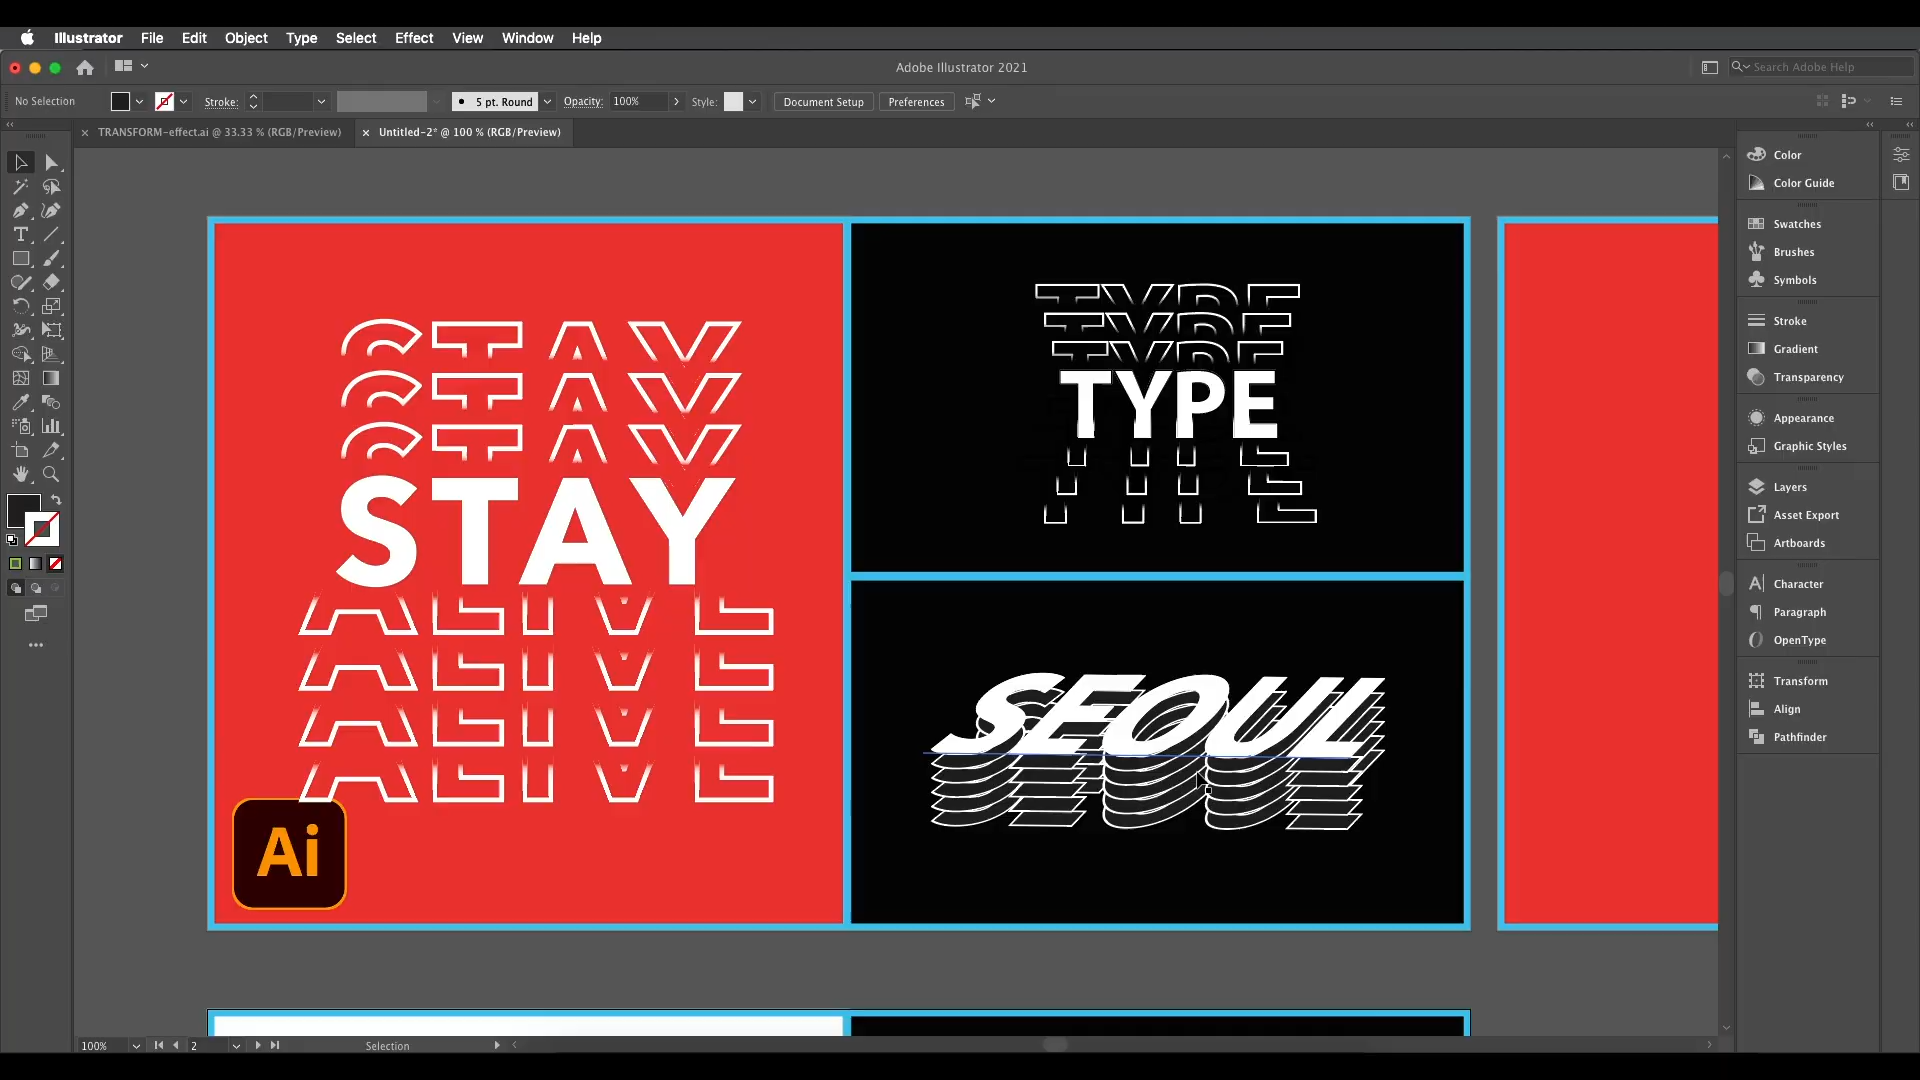 Illustrator File Edit Object Type Select Effect View Window Help
Adobe Illustrator 2021
Search Adobe Help
No Selection
Stroke:
5 pt. Round
Opacity: 100%
Style:
Document Setup
Preferences
TRANSFORM-effect.ai @ 33.33 % (RGB/Preview)
Untitled-2* @ 100 % (RGB/Preview)
STAY
STAY
STAY
STAY
ALIVE
ALIVE
ALIVE
ALIVE
Ai
TYPE
TYPE
TYPE
TYPE
TYPE
TYPE
TYPE
SEOUL
Color
Color Guide
Swatches
Brushes
Symbols
Stroke
Gradient
Transparency
Appearance
Graphic Styles
Layers
Asset Export
Artboards
Character
Paragraph
OpenType
Transform
Align
Pathfinder
100%
2
Selection